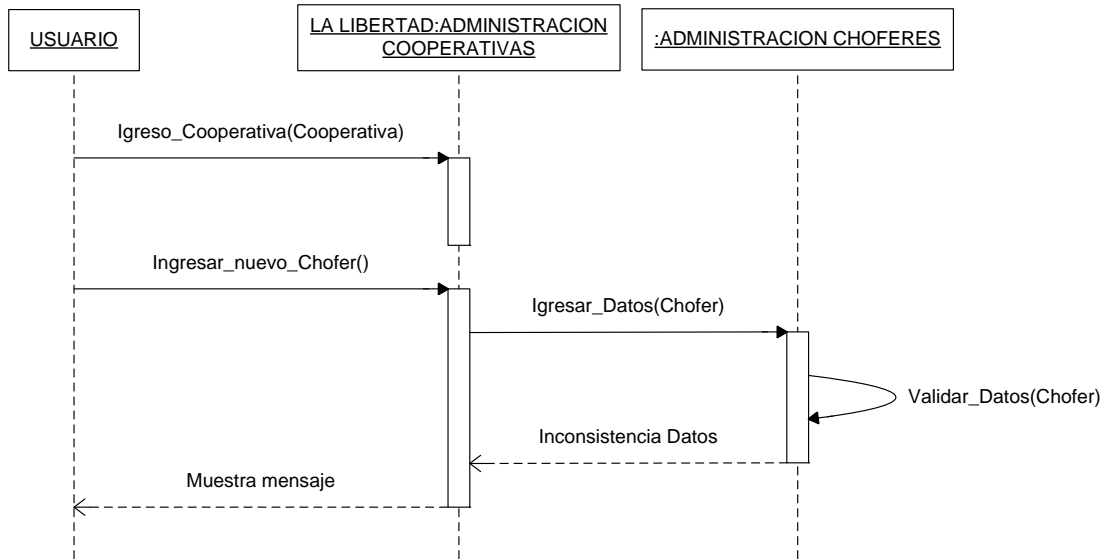 USUARIO
LA LIBERTAD:ADMINISTRACION
COOPERATIVAS
:ADMINISTRACION CHOFERES
Igreso_Cooperativa(Cooperativa)
Ingresar_nuevo_Chofer()
Igresar_Datos(Chofer)
Validar_Datos(Chofer)
Inconsistencia Datos
Muestra mensaje